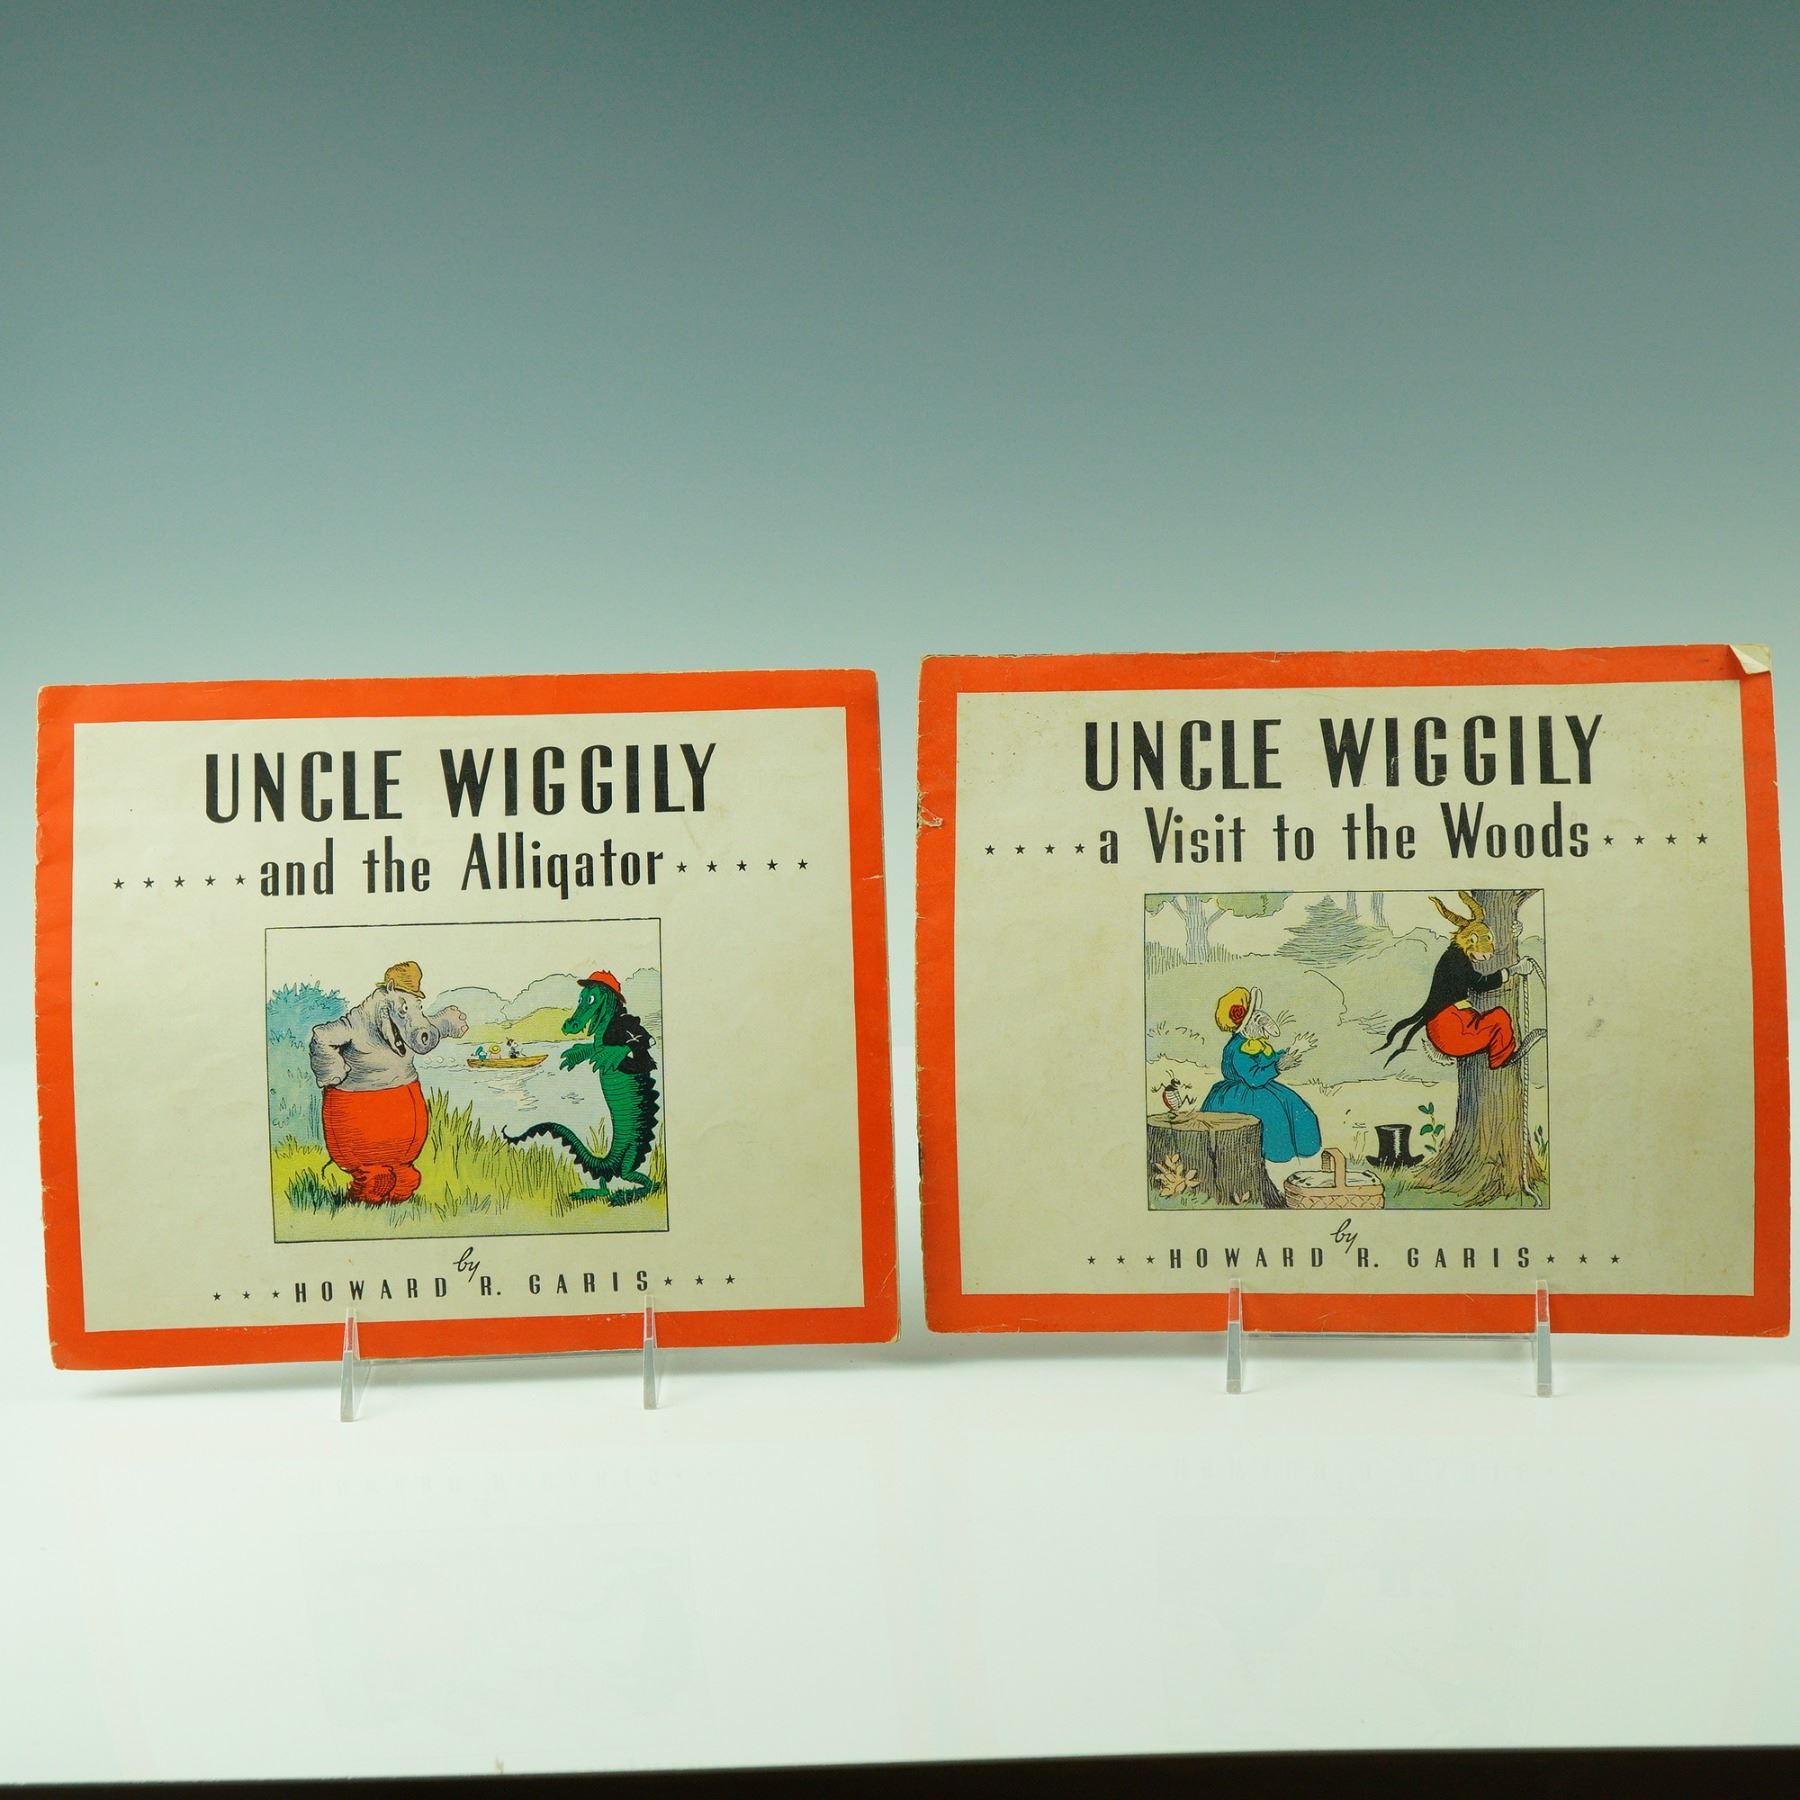 UNCLE WIGGILY
★ ★ ★ ★ ★ and the Alligator ★ ★ ★ ★ ★
by
★ ★ ★ HOWARD R. GARIS ★ ★ ★
UNCLE WIGGILY
★ ★ ★ ★ a Visit to the Woods ★ ★ ★ ★
by
★ ★ ★ HOWARD R. GARIS ★ ★ ★